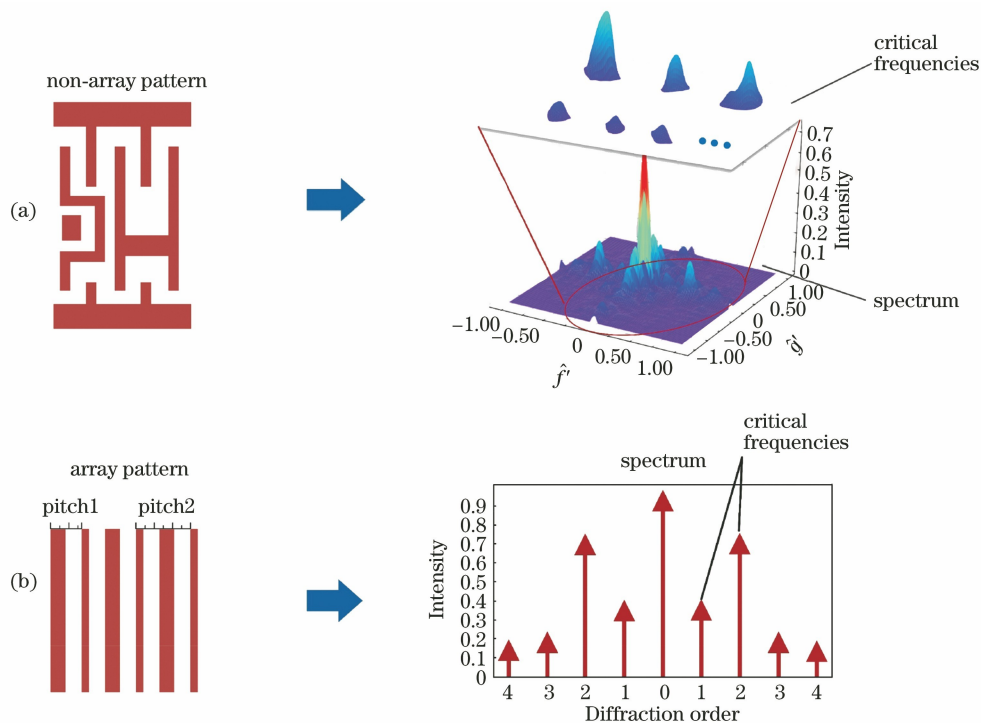 (a)
non-array pattern
critical
frequencies
0.7
0.6
0.5
0.4
0.3
0.2
0.1
0
Intensity
spectrum
−1.00
−0.50
0
0.50
1.00
f̂′
−1.00
−0.50
0
0.50
1.00
ĝ′
(b)
array pattern
pitch1
pitch2
spectrum
critical
frequencies
0.9
0.8
0.7
0.6
0.5
0.4
0.3
0.2
0.1
0
Intensity
4 3 2 1 0 1 2 3 4
Diffraction order